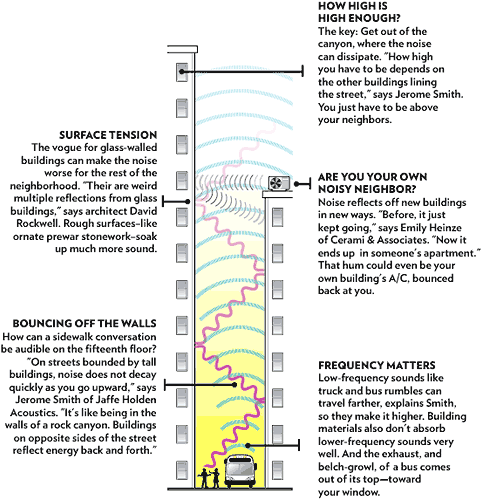 HOW HIGH IS
HIGH ENOUGH?
The key: Get out of the
canyon, where the noise
can dissipate. "How high
you have to be depends on
the other buildings lining
the street," says Jerome Smith.
You just have to be above
your neighbors.
SURFACE TENSION
The vogue for glass-walled
buildings can make the noise
worse for the rest of the
neighborhood. "Their are weird
multiple reflections from glass
buildings," says architect David
Rockwell. Rough surfaces–like
ornate prewar stonework–soak
up much more sound.
ARE YOU YOUR OWN
NOISY NEIGHBOR?
Noise reflects off new buildings
in new ways. "Before, it just
kept going," says Emily Heinze
of Cerami & Associates. "Now it
ends up in someone's apartment."
That hum could even be your
own building's A/C, bounced
back at you.
BOUNCING OFF THE WALLS
How can a sidewalk conversation
be audible on the fifteenth floor?
"On streets bounded by tall
buildings, noise does not decay
quickly as you go upward," says
Jerome Smith of Jaffe Holden
Acoustics. "It's like being in the
walls of a rock canyon. Buildings
on opposite sides of the street
reflect energy back and forth."
FREQUENCY MATTERS
Low-frequency sounds like
truck and bus rumbles can
travel farther, explains Smith,
so they make it higher. Building
materials also don't absorb
lower-frequency sounds very
well. And the exhaust, and
belch-growl, of a bus comes
out of its top—toward
your window.